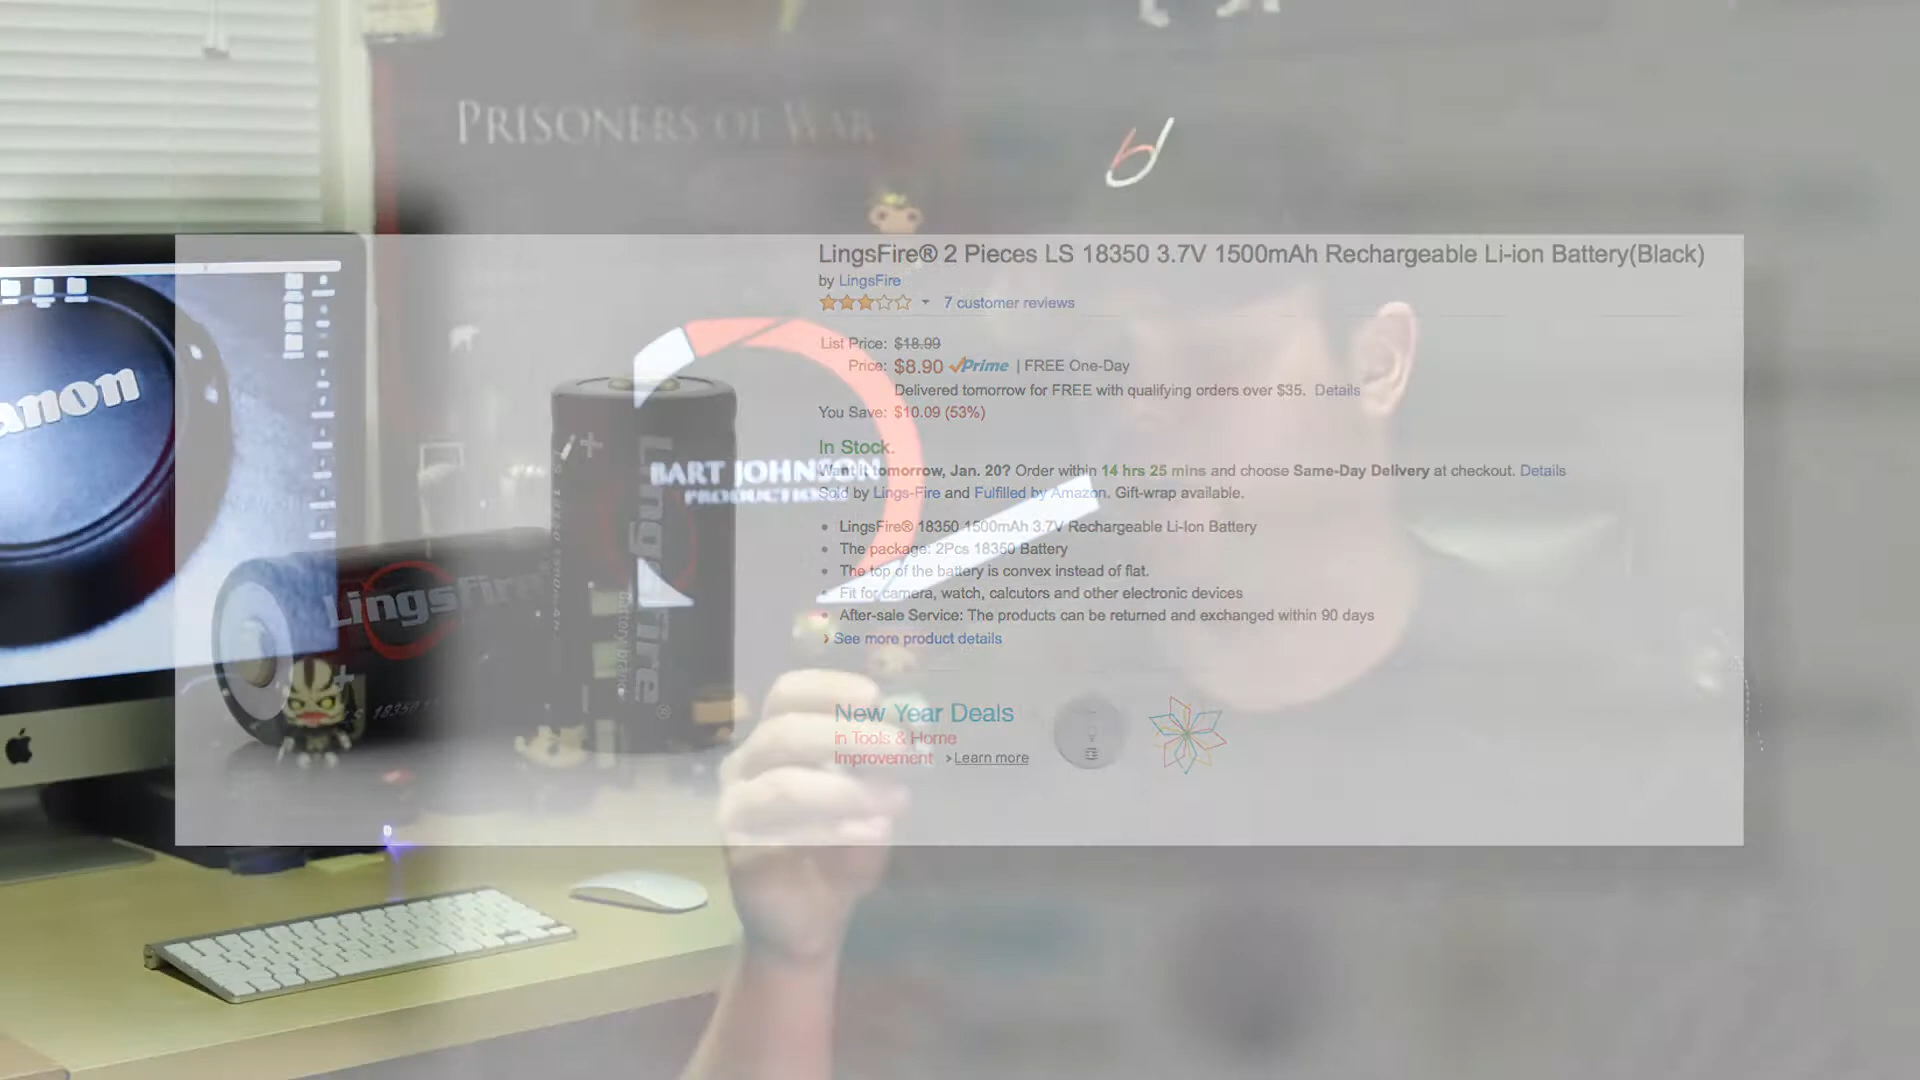 PRISONERS OF WAR
LingsFire® 2 Pieces LS 18350 3.7V 1500mAh Rechargeable Li-ion Battery(Black)
by LingsFire
7 customer reviews
List Price: $18.99
Price: $8.90 Prime | FREE One-Day
Delivered tomorrow for FREE with qualifying orders over $35. Details
You Save: $10.09 (53%)
In Stock.
Want it tomorrow, Jan. 20? Order within 14 hrs 25 mins and choose Same-Day Delivery at checkout. Details
Sold by Lings-Fire and Fulfilled by Amazon. Gift-wrap available.
LingsFire® 18350 1500mAh 3.7V Rechargeable Li-Ion Battery
The package: 2Pcs 18350 Battery
The top of the battery is convex instead of flat.
Fit for camera, watch, calcutors and other electronic devices
After-sale Service: The products can be returned and exchanged within 90 days
See more product details
New Year Deals
in Tools & Home
Improvement Learn more
BART JOHNSON
PRODUCTIONS
anon
LingsFire
LingsFire®